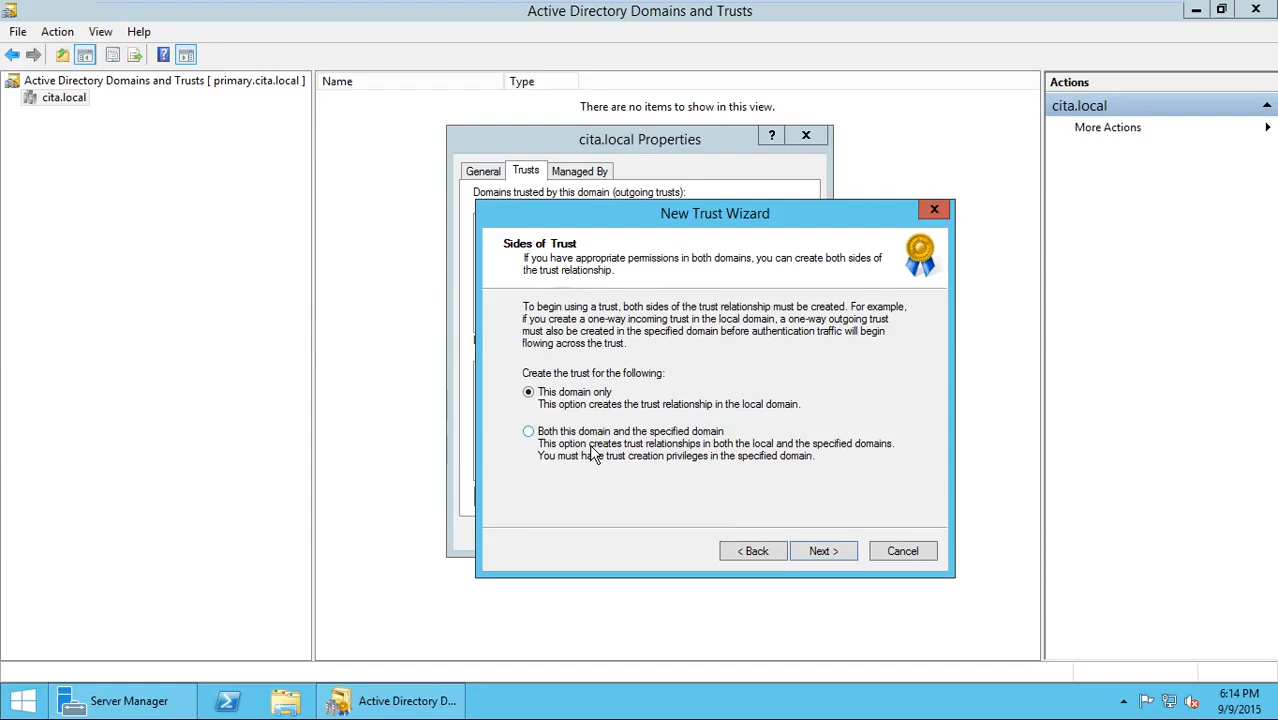 Active Directory Domains and Trusts
File Action View Help
Active Directory Domains and Trusts [ primary.cita.local ]
cita.local
Name Type
There are no items to show in this view.
Actions
cita.local
More Actions
cita.local Properties
?
General Trusts Managed By
Domains trusted by this domain (outgoing trusts):
New Trust Wizard
Sides of Trust
If you have appropriate permissions in both domains, you can create both sides of
the trust relationship.
To begin using a trust, both sides of the trust relationship must be created. For example,
if you create a one-way incoming trust in the local domain, a one-way outgoing trust
must also be created in the specified domain before authentication traffic will begin
flowing across the trust.
Create the trust for the following:
This domain only
This option creates the trust relationship in the local domain.
Both this domain and the specified domain
This option creates trust relationships in both the local and the specified domains.
You must have trust creation privileges in the specified domain.
< Back Next > Cancel
Server Manager
Active Directory D...
6:14 PM
9/9/2015